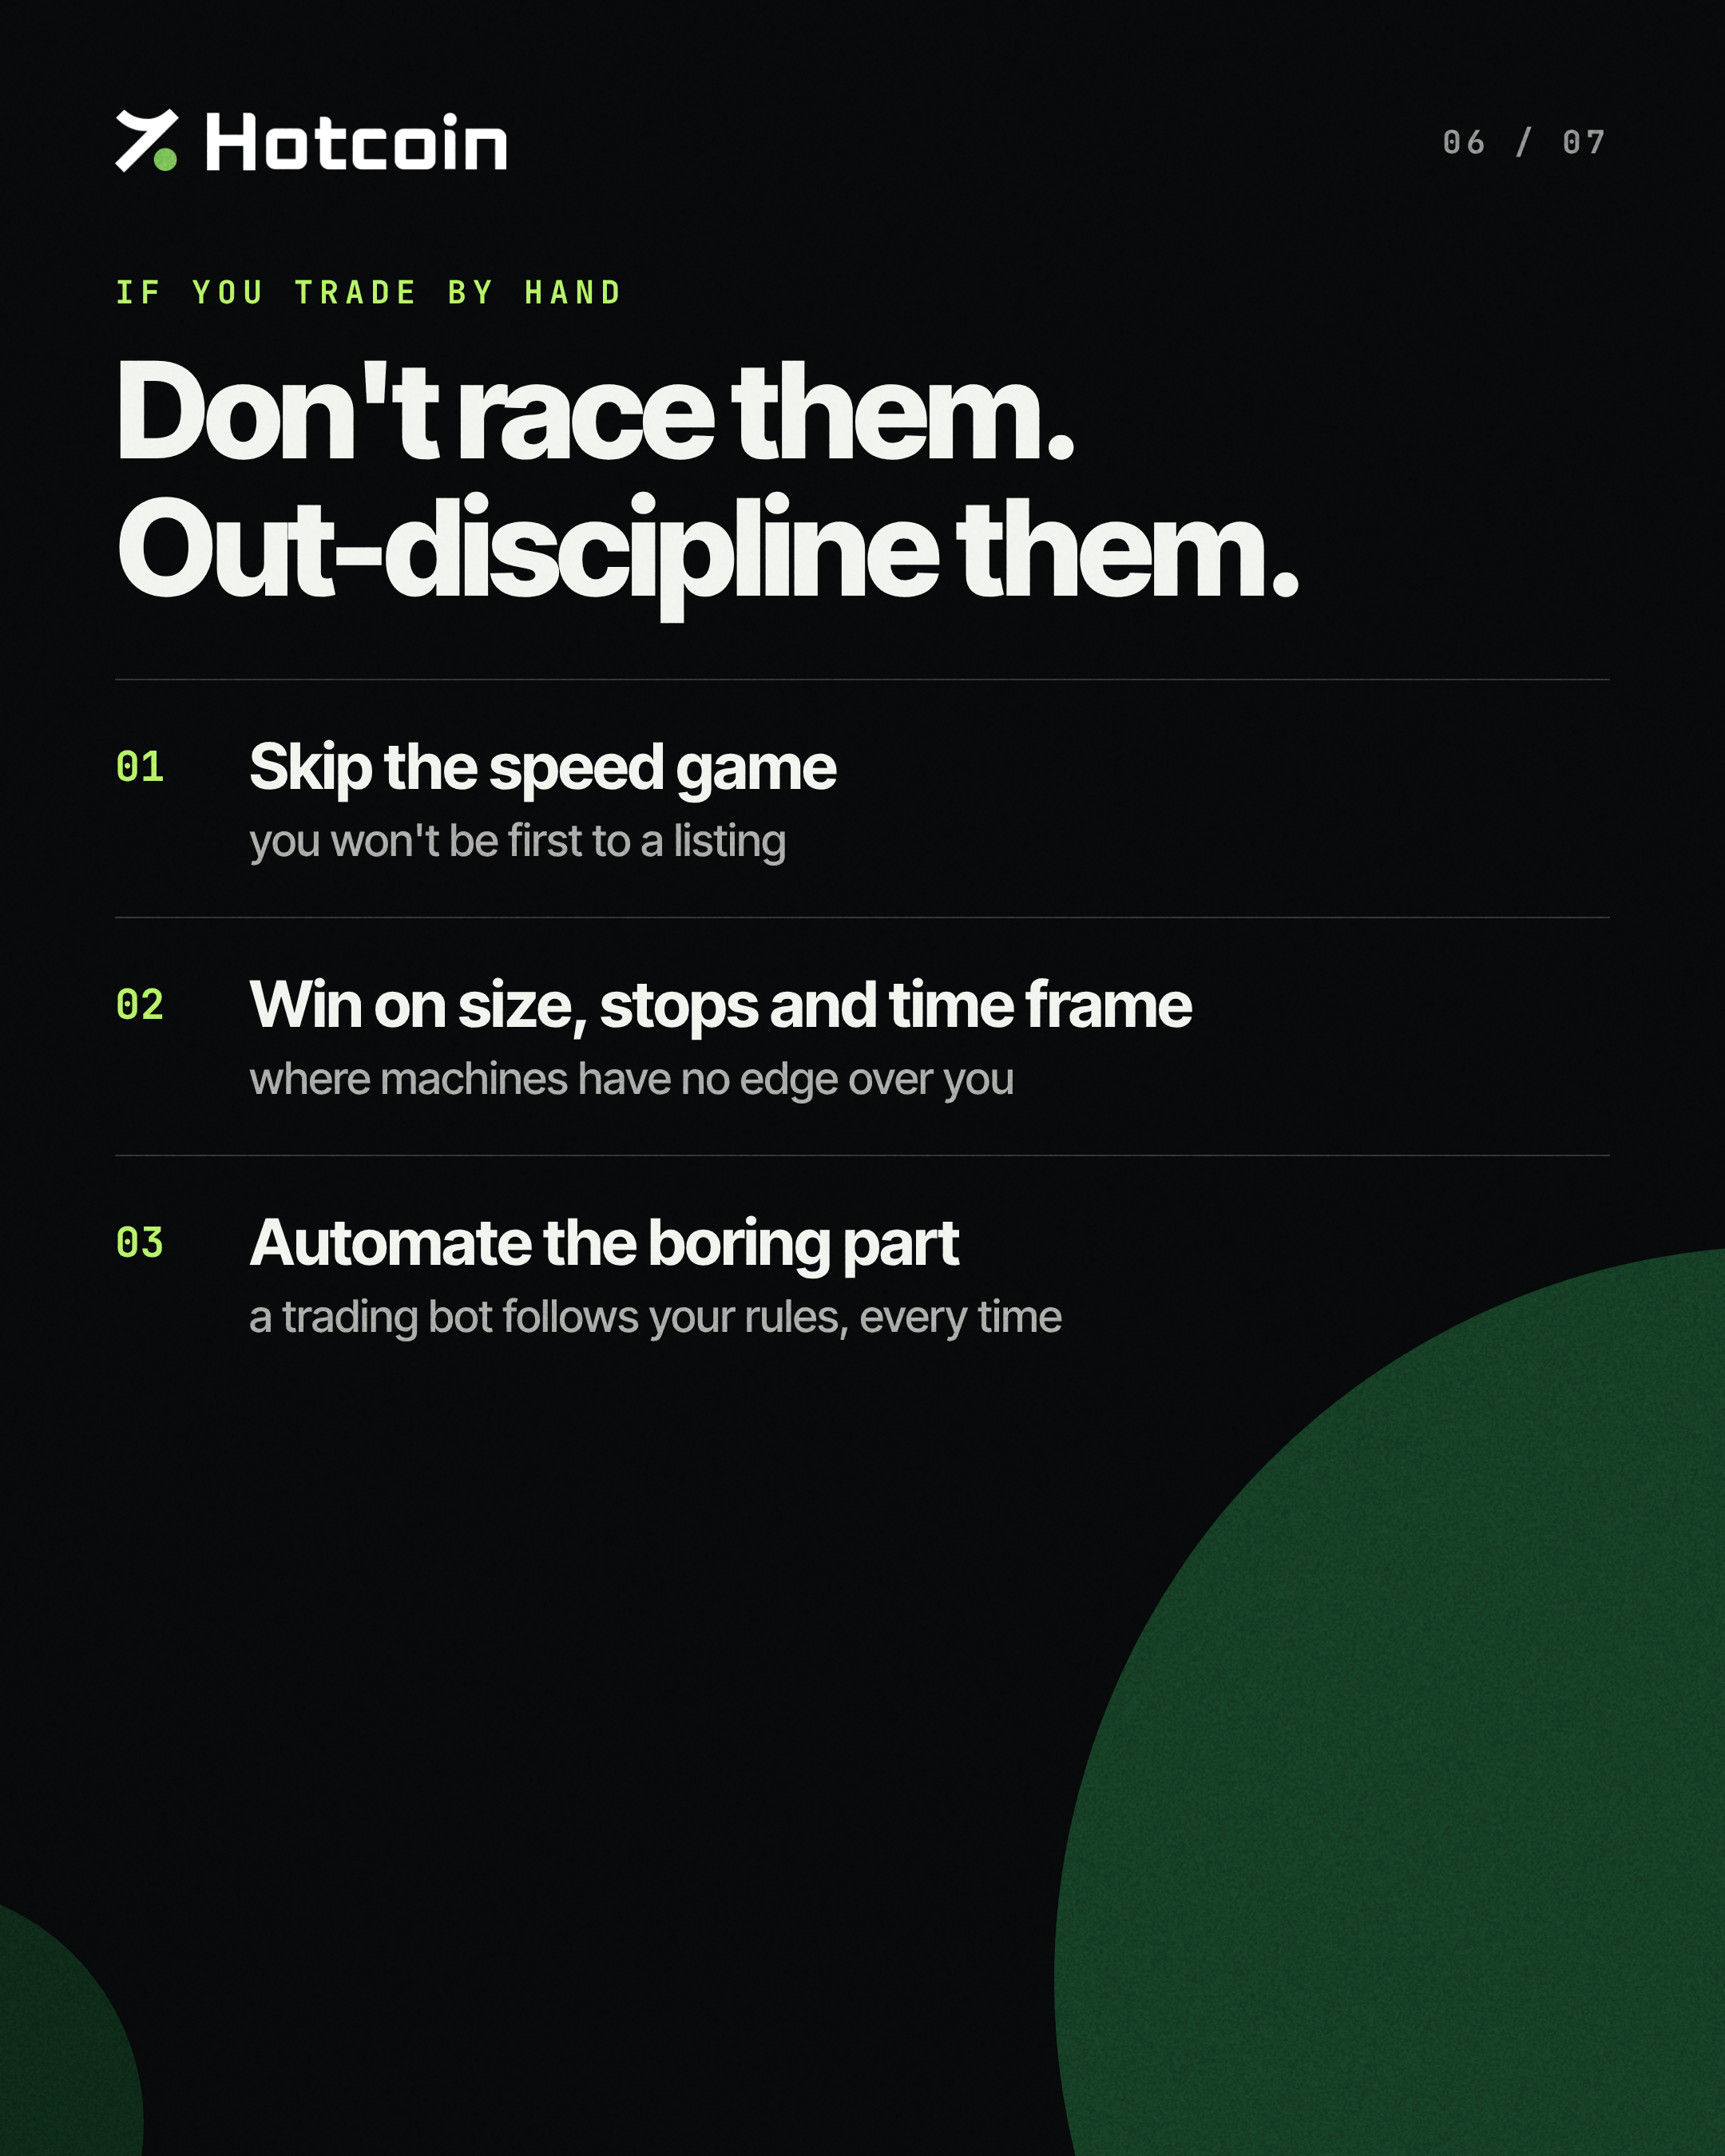 Hotcoin
06 / 07
IF YOU TRADE BY HAND
Don't race them.
Out-discipline them.
01
Skip the speed game
you won't be first to a listing
02
Win on size, stops and time frame
where machines have no edge over you
03
Automate the boring part
a trading bot follows your rules, every time